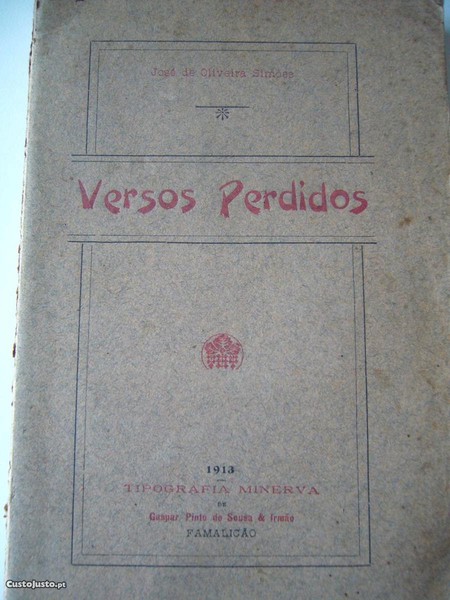 José de Oliveira Simões
Versos Perdidos
1913
TIPOGRAFIA MINERVA
DE
Gaspar Pinto de Sousa & Irmão
FAMALICÃO
CustoJusto.pt